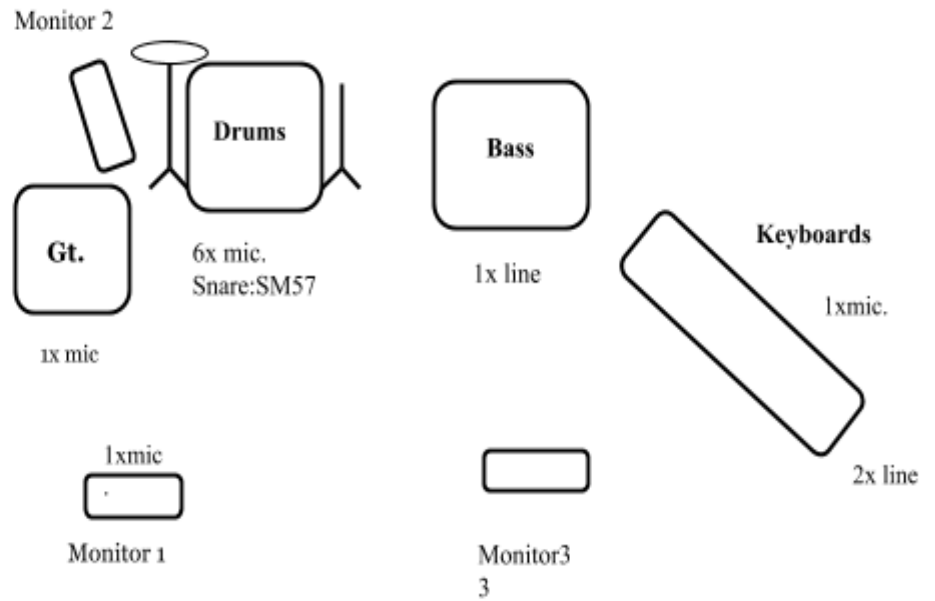 Monitor 2
Drums
Bass
Gt.
Keyboards
6x mic.
Snare:SM57
1x line
1xmic.
1x mic
1xmic
2x line
Monitor 1
Monitor3
3